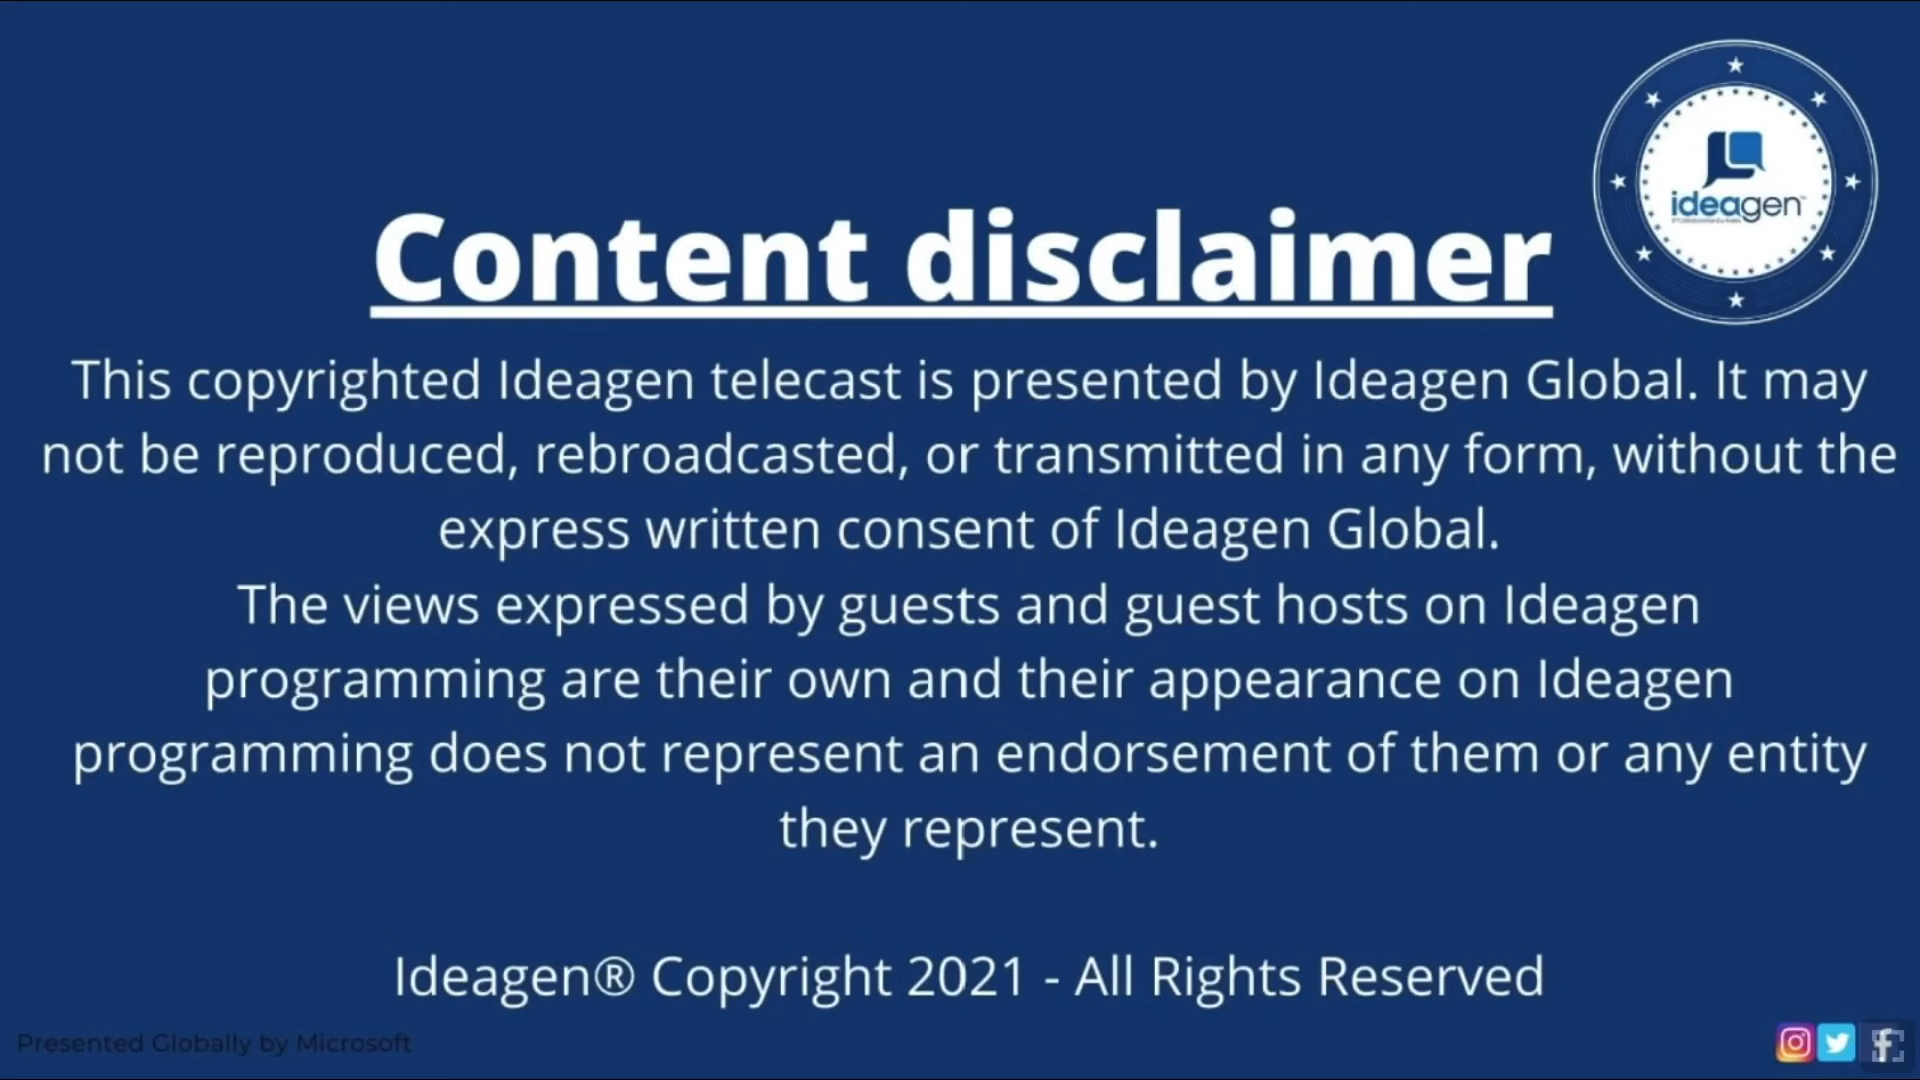 ideagen
Content disclaimer
This copyrighted Ideagen telecast is presented by Ideagen Global. It may
not be reproduced, rebroadcasted, or transmitted in any form, without the
express written consent of Ideagen Global.
The views expressed by guests and guest hosts on Ideagen
programming are their own and their appearance on Ideagen
programming does not represent an endorsement of them or any entity
they represent.
Ideagen® Copyright 2021 - All Rights Reserved
Presented Globally by Microsoft